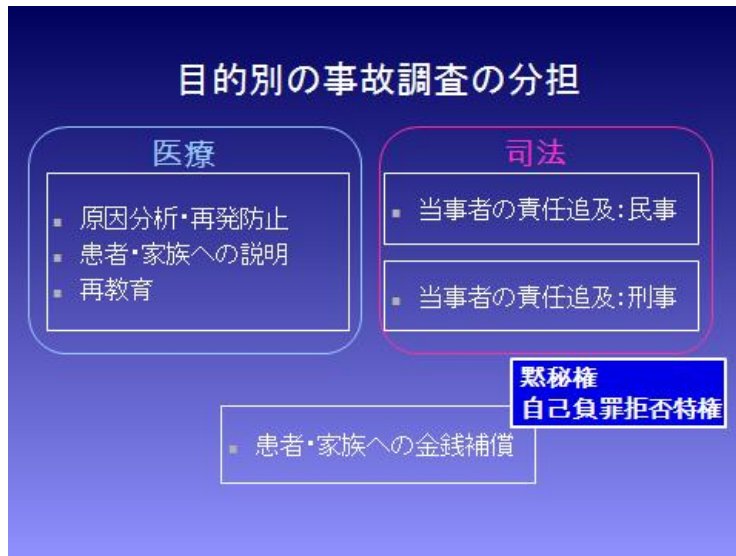 目的別の事故調査の分担
医療
原因分析・再発防止
患者・家族への説明
再教育
司法
当事者の責任追及:民事
当事者の責任追及:刑事
黙秘権
自己負罪拒否特権
患者・家族への金銭補償